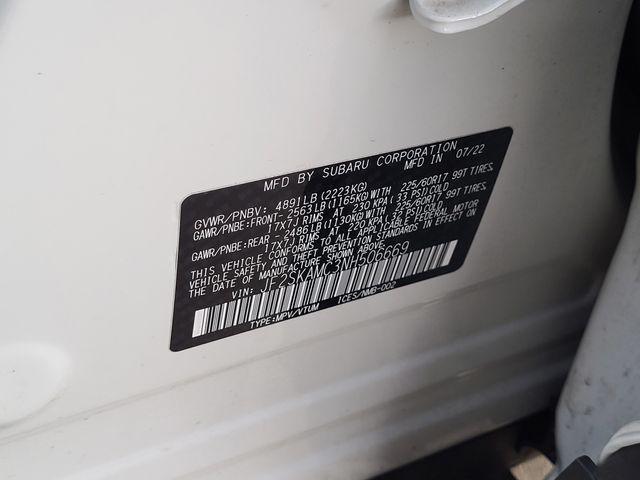 MFD BY SUBARU CORPORATION
MFD IN 07/22
GVWR/PNBV: 4891LB (2223KG)
GAWR/PNBE:FRONT- 2563LB(1165KG)WITH 225/60R17 99T TIRES,
17x7J RIMS AT 230 KPA(33 PSI)COLD
GAWR/PNBE:REAR -2486LB(1130KG)WITH 225/60R17 99T TIRES,
17x7J RIMS AT 220 KPA(32 PSI)COLD
THIS VEHICLE CONFORMS TO ALL APPLICABLE FEDERAL MOTOR
VEHICLE SAFETY AND THEFT PREVENTION STANDARDS IN EFFECT ON
THE DATE OF MANUFACTURE SHOWN ABOVE.
VIN: JF2SKAMC3NH506669
TYPE:MPV/VTUM ICES/NMB-002